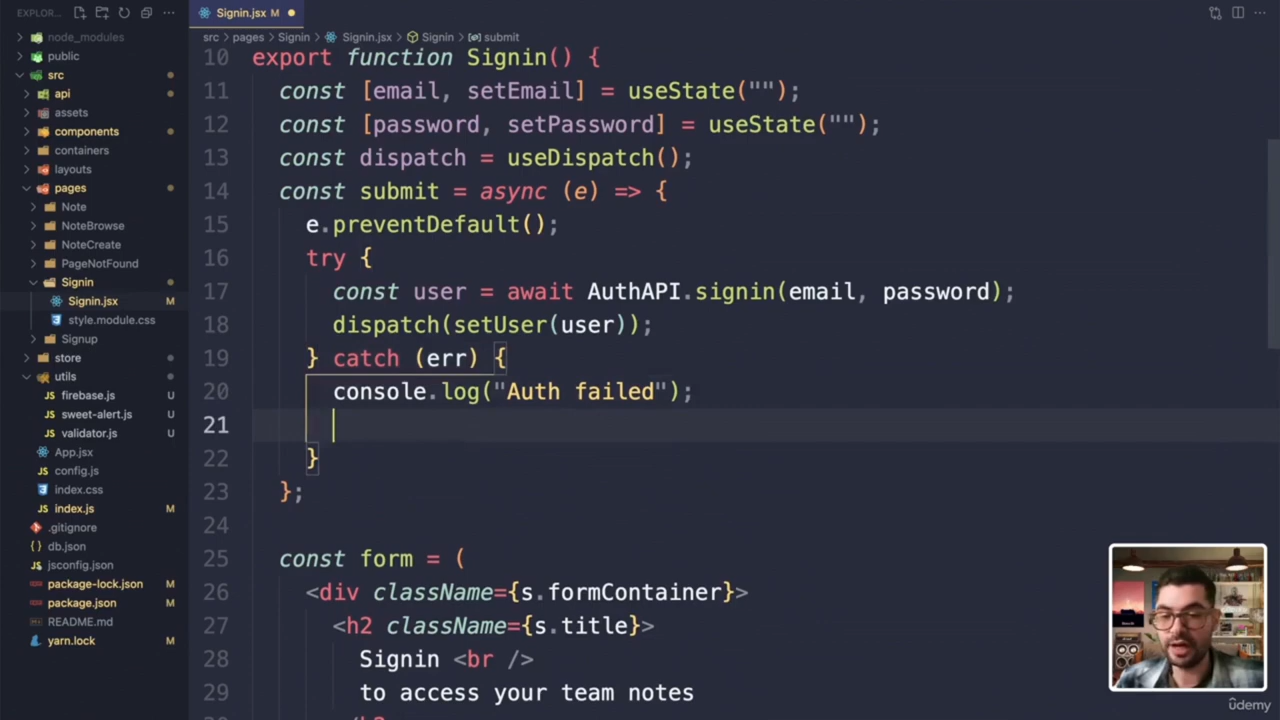 EXPLOR...
node_modules
public
src
api
assets
components
containers
layouts
pages
Note
NoteBrowse
NoteCreate
PageNotFound
Signin
Signin.jsx M
style.module.css
Signup
store
utils
JS firebase.js U
JS sweet-alert.js U
JS validator.js U
App.jsx
JS config.js
index.css
JS index.js M
.gitignore
db.json
jsconfig.json
package-lock.json M
package.json M
README.md
yarn.lock M
Signin.jsx M
src > pages > Signin > Signin.jsx > Signin > submit
10 export function Signin() {
11 const [email, setEmail] = useState("");
12 const [password, setPassword] = useState("");
13 const dispatch = useDispatch();
14 const submit = async (e) => {
15 e.preventDefault();
16 try {
17 const user = await AuthAPI.signin(email, password);
18 dispatch(setUser(user));
19 } catch (err) {
20 console.log("Auth failed");
21
22 }
23 };
24
25 const form = (
26 <div className={s.formContainer}>
27 <h2 className={s.title}>
28 Signin <br />
29 to access your team notes
udemy